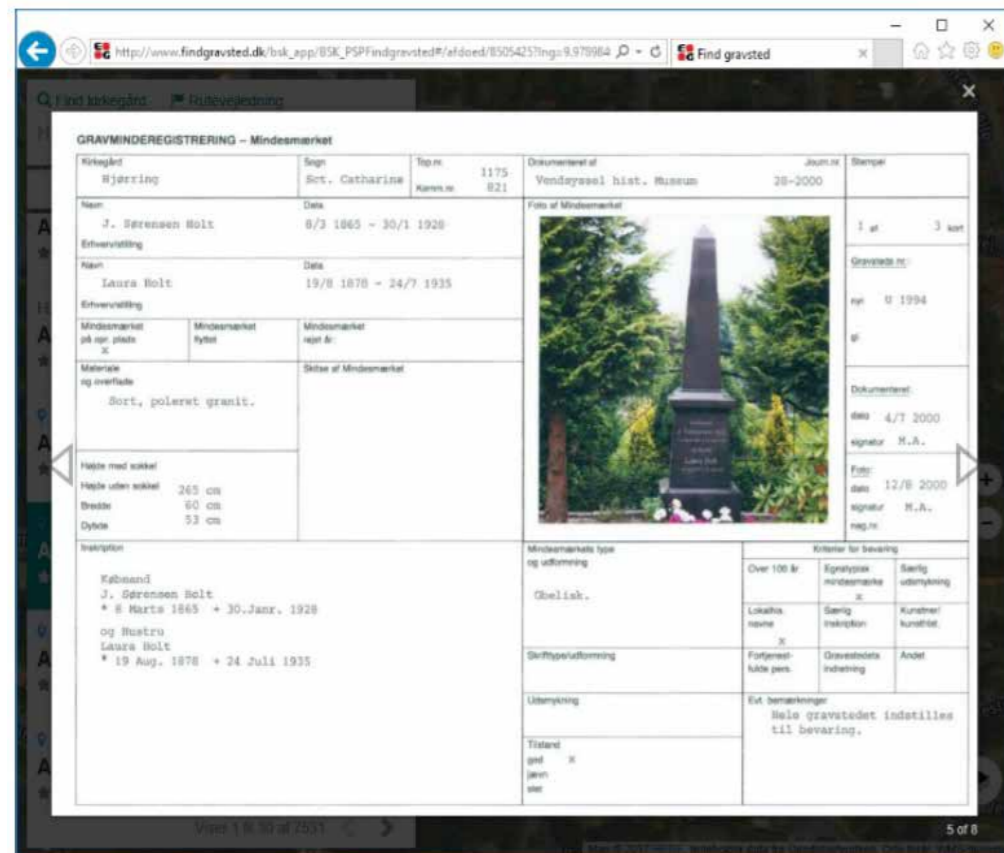 http://www.findgravsted.dk/bsk_app/BSK_PSPFindgravsted#/afdoed/8505425?lng=9.979984
Find gravsted
Find kirkegård Rutevejledning
GRAVMINDEREGISTRERING – Mindesmærket
Kirkegård
Hjørring
Sogn
Sct. Catharine
Top.nr. 1175
Komm.nr. 821
Dokumenteret af
Vendsyssel hist. Museum
Journ.nr.
28-2000
Stempel
Navn
J. Sørensen Holt
Data
8/3 1865 - 30/1 1928
Erhverv/stilling
Navn
Laura Holt
Data
19/8 1878 - 24/7 1935
Erhverv/stilling
Foto af Mindesmærket
1 af 3 kort
Gravsteds nr.:
nyt U 1994
gl.
Mindesmærket
på opr. plads
X
Mindesmærket
flyttet
Mindesmærket
rejst år:
Materiale
og overflade
Sort, poleret granit.
Skitse af Mindesmærket
Dokumenteret:
dato 4/7 2000
signatur M.A.
Foto:
dato 12/8 2000
signatur M.A.
neg.nr.
Højde med sokkel
Højde uden sokkel 265 cm
Bredde 60 cm
Dybde 53 cm
Inskription
Købmand
J. Sørensen Holt
* 8 Marts 1865 + 30.Janr. 1928
og Hustru
Laura Holt
* 19 Aug. 1878 + 24 Juli 1935
Mindesmærkets type
og udformning
Obelisk.
Skrifttype/udformning
Udsmykning
Tilstand
god X
jævn
slet
Kriterier for bevaring
Over 100 år
Egnstypisk
mindesmærke
X
Særlig
udsmykning
Lokalhis.
navne
X
Særlig
inskription
Kunstner/
kunsthist.
Fortjenst-
fulde pers.
Gravstedets
indretning
Andet
Evt. bemærkninger
Hele gravstedet indstilles
til bevaring.
Viser 1 til 30 af 7551
5 of 8